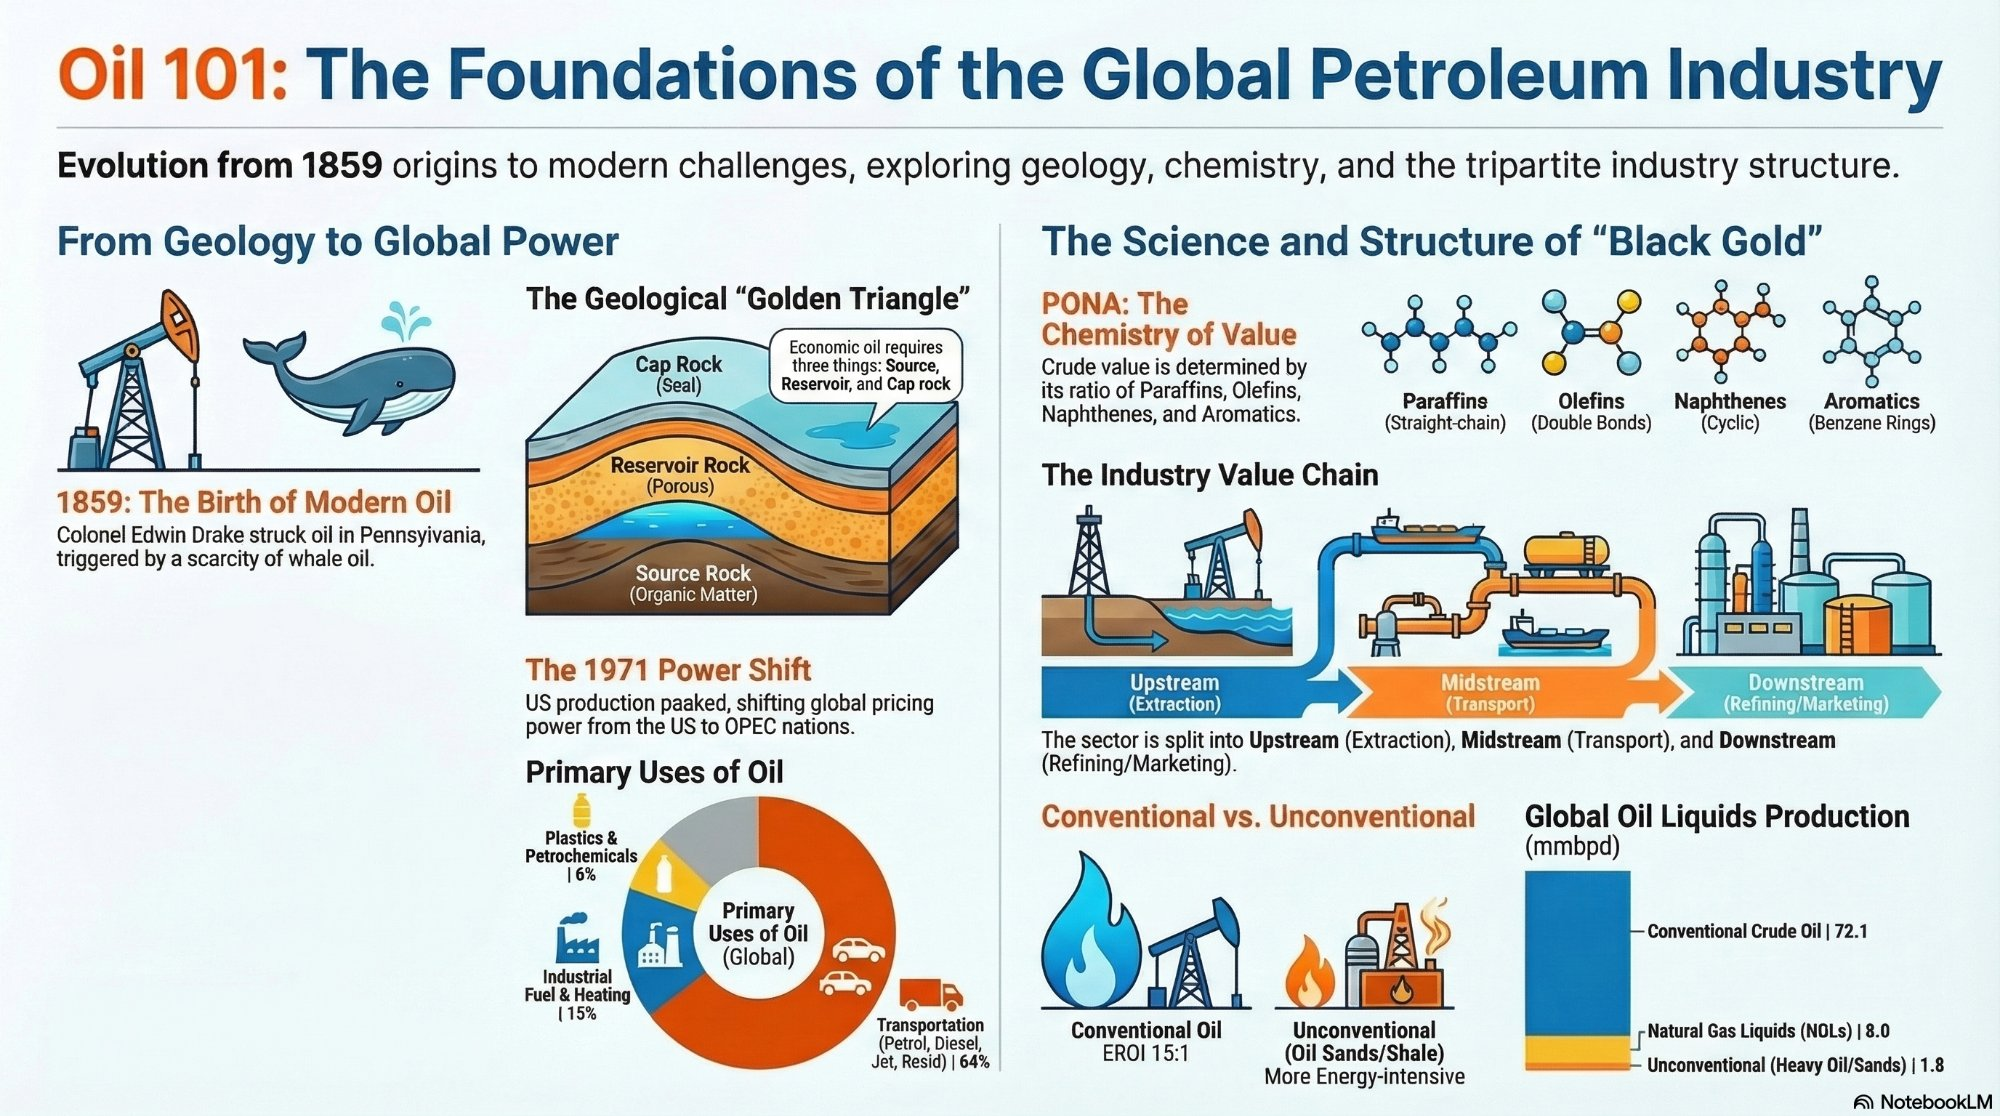 Oil 101: The Foundations of the Global Petroleum Industry
Evolution from 1859 origins to modern challenges, exploring geology, chemistry, and the tripartite industry structure.
From Geology to Global Power
1859: The Birth of Modern Oil
Colonel Edwin Drake struck oil in Pennsyivania,
triggered by a scarcity of whale oil.
The Geological “Golden Triangle”
Economic oil requires
three things: Source,
Reservoir, and Cap rock
Cap Rock
(Seal)
Reservoir Rock
(Porous)
Source Rock
(Organic Matter)
The 1971 Power Shift
US production paaked, shifting global pricing
power from the US to OPEC nations.
Primary Uses of Oil
Plastics &
Petrochemicals
| 6%
Industrial
Fuel & Heating
| 15%
Primary
Uses of Oil
(Global)
Transportation
(Petrol, Diesel,
Jet, Resid) | 64%
The Science and Structure of “Black Gold”
PONA: The
Chemistry of Value
Crude value is determined by
its ratio of Paraffins, Olefins,
Naphthenes, and Aromatics.
Paraffins
(Straight-chain)
Olefins
(Double Bonds)
Naphthenes
(Cyclic)
Aromatics
(Benzane Rings)
The Industry Value Chain
Upstream
(Extraction)
Midstream
(Transport)
Downstream
(Refining/Marketing)
The sector is split into Upstream (Extraction), Midstream (Transport), and Downstream
(Refining/Marketing).
Conventional vs. Unconventional
Conventional Oil
EROI 15:1
Unconventional
(Oil Sands/Shale)
More Energy-intensive
Global Oil Liquids Production
(mmbpd)
Conventional Crude Oil | 72.1
Natural Gas Liquids (NOLs) | 8.0
Unconventional (Heavy Oil/Sands) | 1.8
NotebookLM